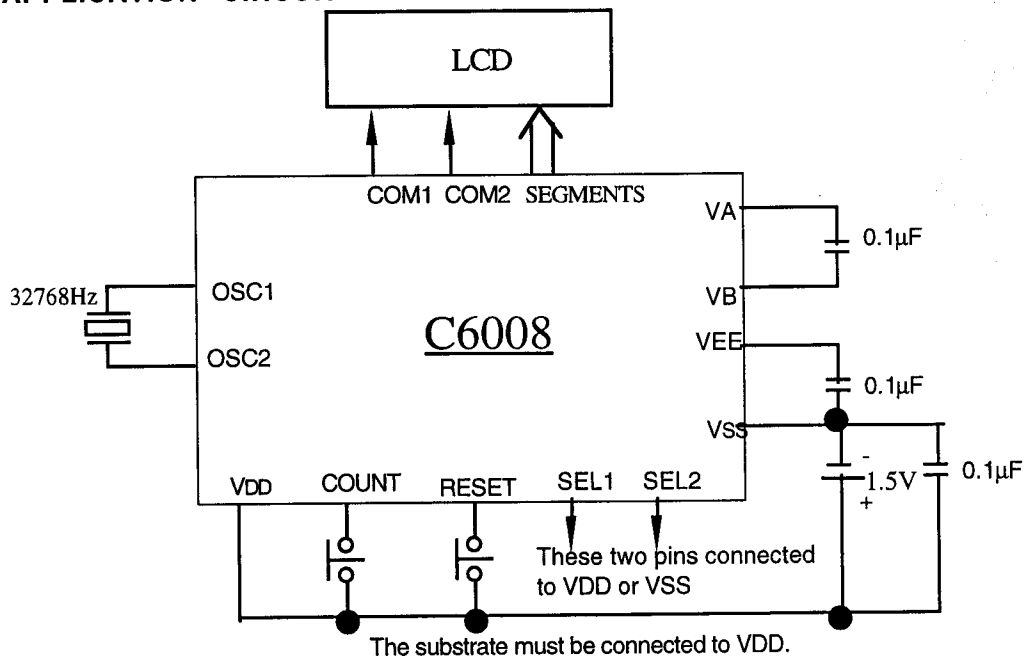 LCD
COM1 COM2 SEGMENTS
VA
0.1µF
32768Hz
OSC1
VB
C6008
VEE
OSC2
0.1µF
VSS
VDD
COUNT
RESET
SEL1
SEL2
-
1.5V
+
0.1µF
These two pins connected
to VDD or VSS
The substrate must be connected to VDD.